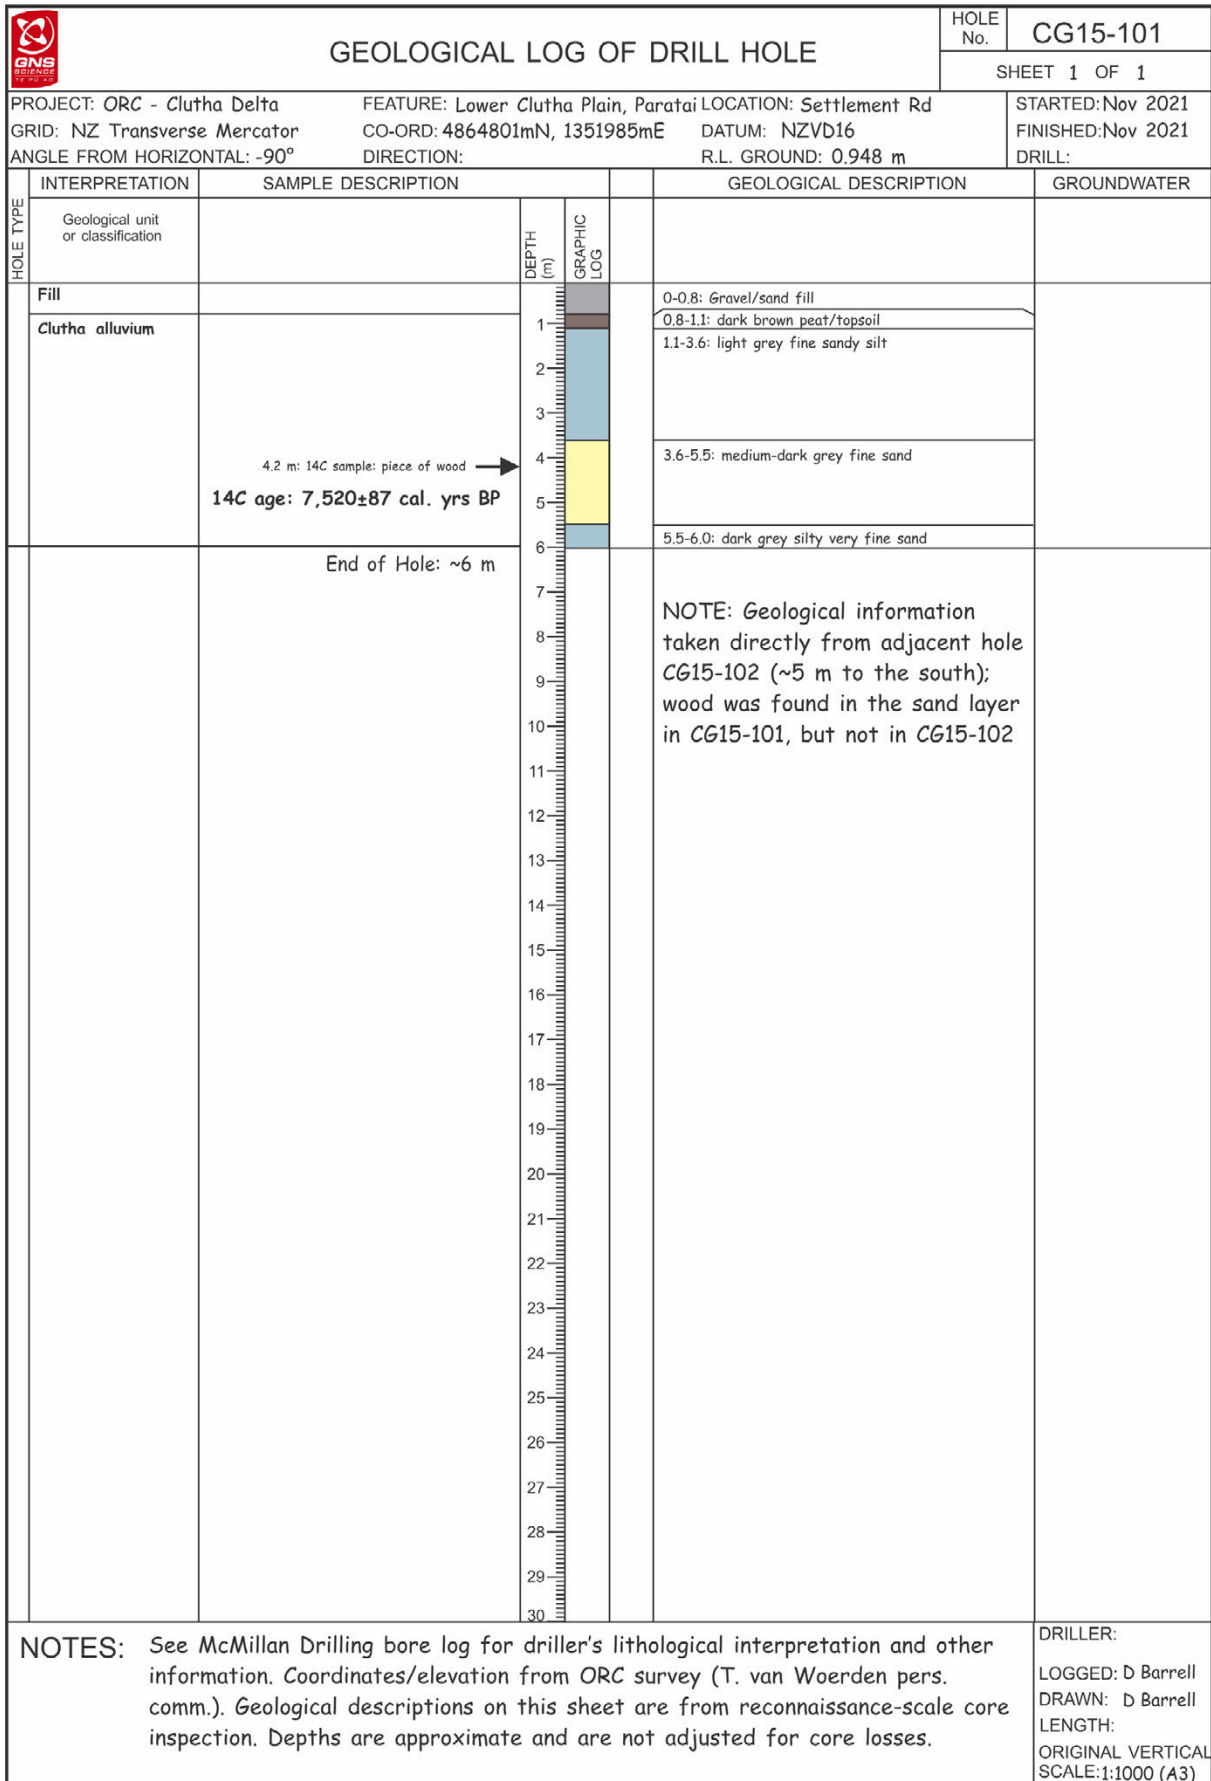 GNS
SCIENCE
TE PŪ AO
GEOLOGICAL LOG OF DRILL HOLE
HOLE No. CG15-101
SHEET 1 OF 1
PROJECT: ORC - Clutha Delta FEATURE: Lower Clutha Plain, Paratai LOCATION: Settlement Rd STARTED: Nov 2021
GRID: NZ Transverse Mercator CO-ORD: 4864801mN, 1351985mE DATUM: NZVD16 FINISHED: Nov 2021
ANGLE FROM HORIZONTAL: -90° DIRECTION: R.L. GROUND: 0.948 m DRILL:
HOLE TYPE
INTERPRETATION SAMPLE DESCRIPTION GEOLOGICAL DESCRIPTION GROUNDWATER
Geological unit
or classification
DEPTH
(m)
GRAPHIC
LOG
Fill
0-0.8: Gravel/sand fill
Clutha alluvium
0.8-1.1: dark brown peat/topsoil
1
1.1-3.6: light grey fine sandy silt
2
3
3.6-5.5: medium-dark grey fine sand
4
4.2 m: 14C sample: piece of wood
14C age: 7,520±87 cal. yrs BP
5
5.5-6.0: dark grey silty very fine sand
6
End of Hole: ~6 m
7
NOTE: Geological information
taken directly from adjacent hole
CG15-102 (~5 m to the south);
wood was found in the sand layer
in CG15-101, but not in CG15-102
8
9
10
11
12
13
14
15
16
17
18
19
20
21
22
23
24
25
26
27
28
29
30
NOTES: See McMillan Drilling bore log for driller's lithological interpretation and other
information. Coordinates/elevation from ORC survey (T. van Woerden pers.
comm.). Geological descriptions on this sheet are from reconnaissance-scale core
inspection. Depths are approximate and are not adjusted for core losses.
DRILLER:
LOGGED: D Barrell
DRAWN: D Barrell
LENGTH:
ORIGINAL VERTICAL
SCALE:1:1000 (A3)